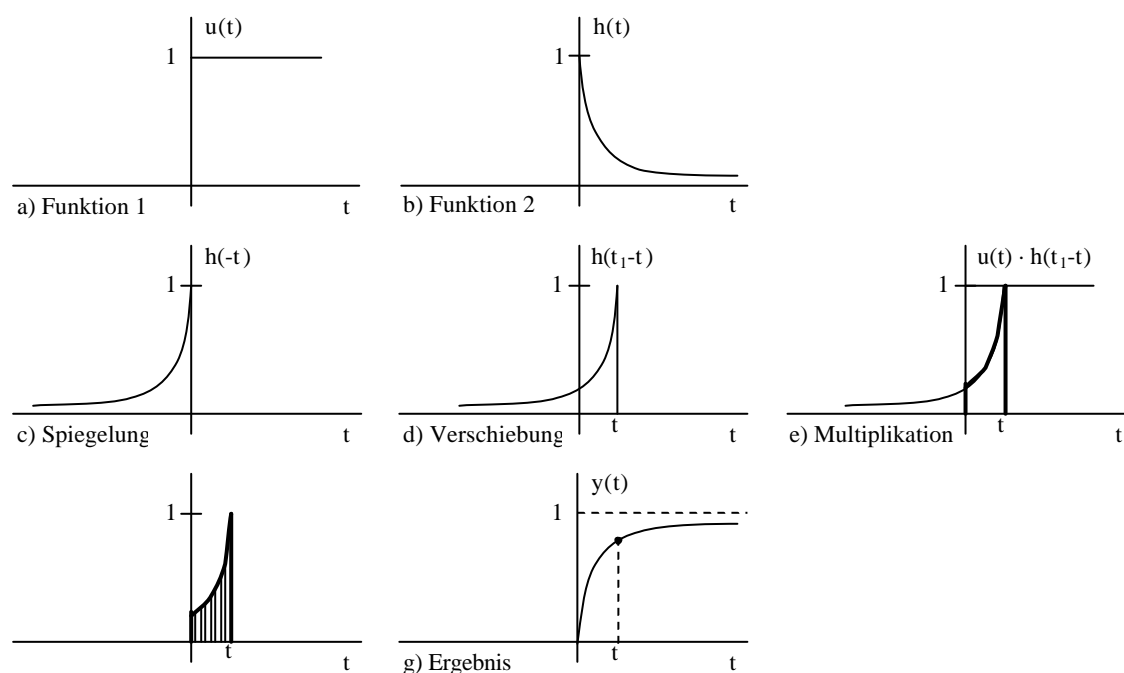 u(t)
1
a) Funktion 1
t
h(t)
1
b) Funktion 2
t
h(-t)
1
c) Spiegelung
t
h(t₁-t)
1
t
d) Verschiebung
t
u(t) · h(t₁-t)
1
t
e) Multiplikation
t
1
t
t
y(t)
1
t
g) Ergebnis
t